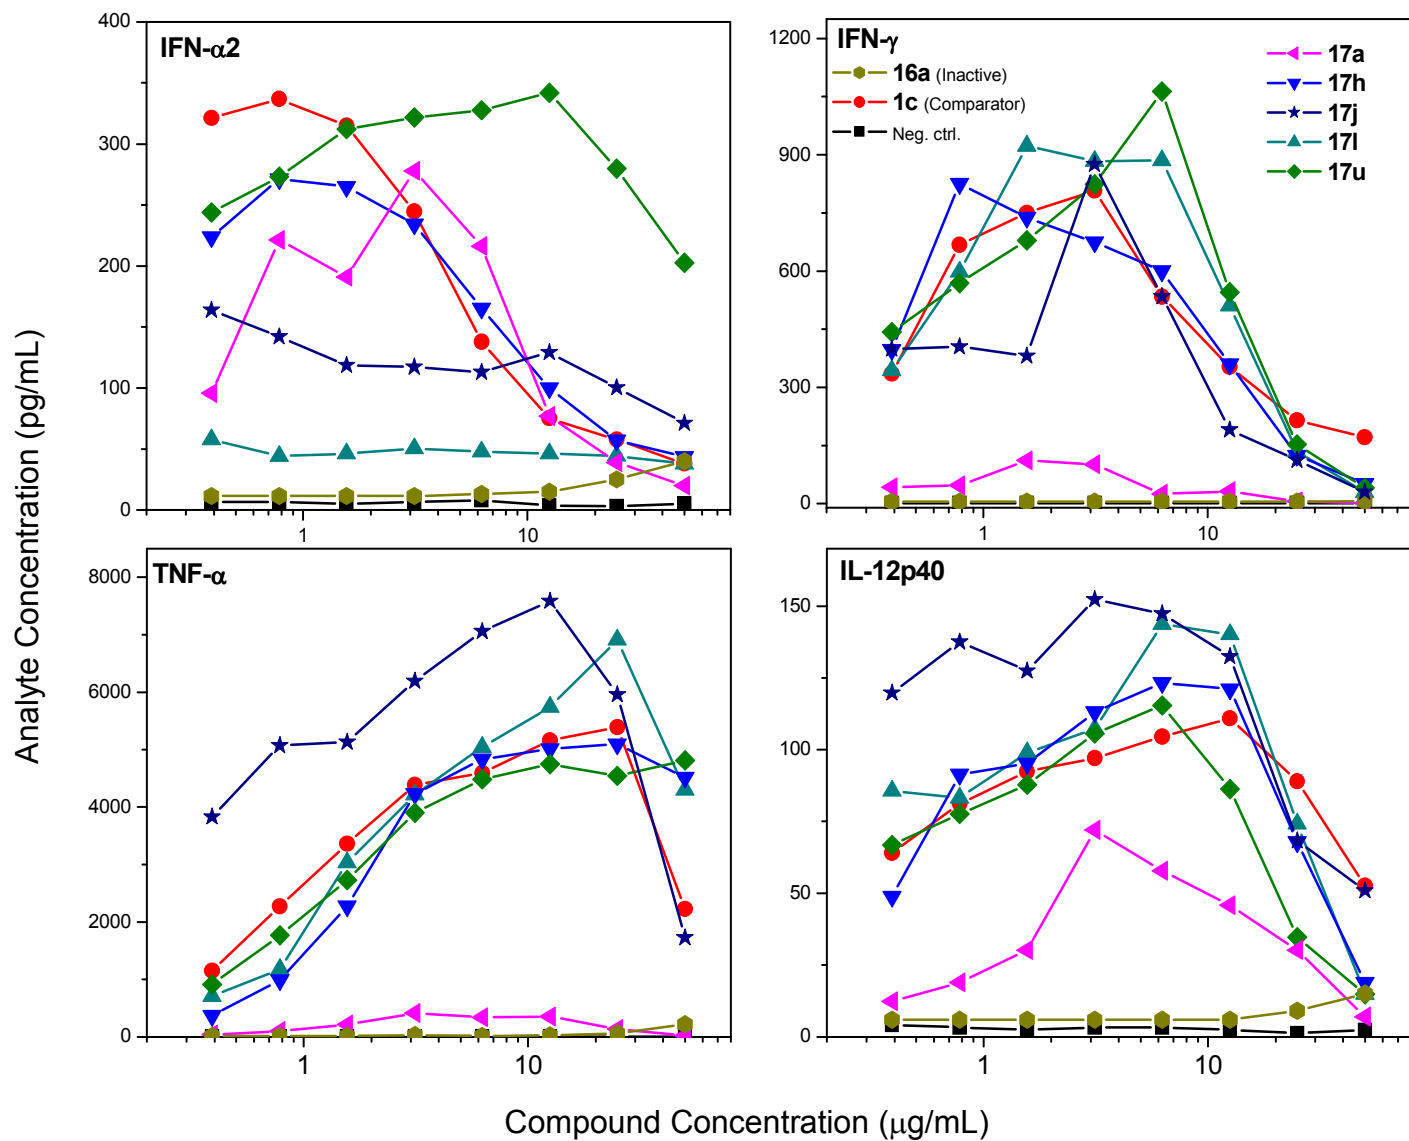 IFN-α2
400
300
200
100
0
1
10
IFN-γ
16a (Inactive)
1c (Comparator)
Neg. ctrl.
17a
17h
17j
17l
17u
1200
900
600
300
0
1
10
TNF-α
8000
6000
4000
2000
0
1
10
IL-12p40
150
100
50
0
1
10
Analyte Concentration (pg/mL)
Compound Concentration (μg/mL)